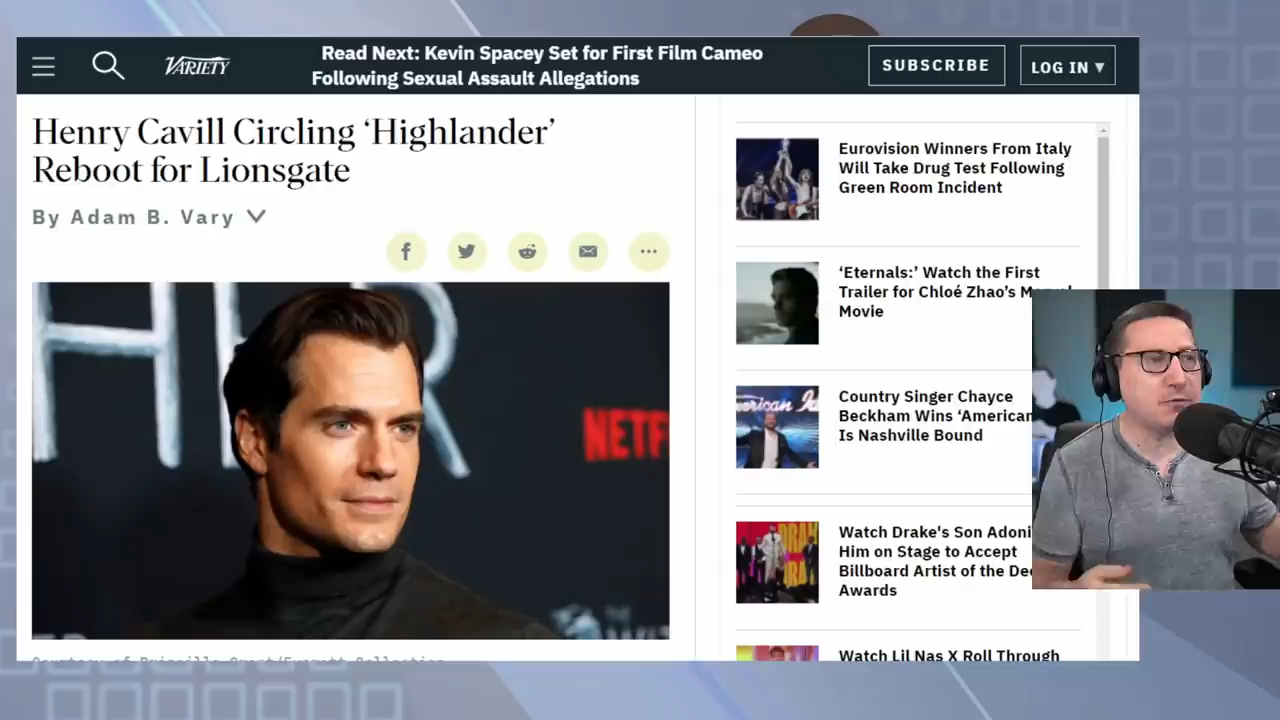 VARIETY
Read Next: Kevin Spacey Set for First Film Cameo
Following Sexual Assault Allegations
SUBSCRIBE
LOG IN ▾
Henry Cavill Circling ‘Highlander’
Reboot for Lionsgate
By Adam B. Vary
NETF
Eurovision Winners From Italy
Will Take Drug Test Following
Green Room Incident
‘Eternals:’ Watch the First
Trailer for Chloé Zhao’s
Movie
Country Singer Chayce
Beckham Wins ‘American
Is Nashville Bound
Watch Drake's Son Adoni
Him on Stage to Accept
Billboard Artist of the De
Awards
Watch Lil Nas X Roll Through